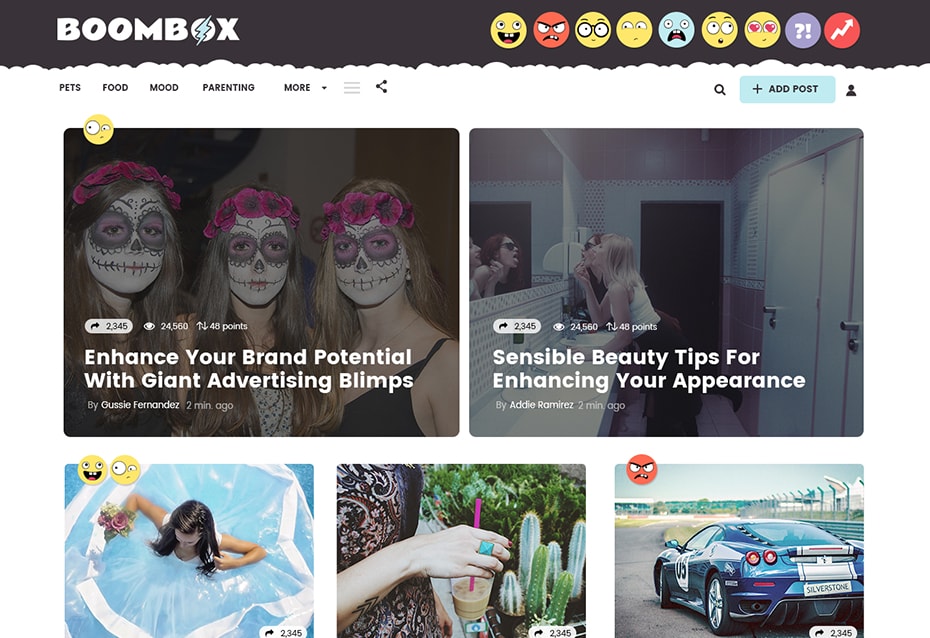 BOOMBOX
?!
PETS FOOD MOOD PARENTING MORE
+ ADD POST
2,345 24,560 48 points
Enhance Your Brand Potential
With Giant Advertising Blimps
By Gussie Fernandez 2 min. ago
2,345 24,560 48 points
Sensible Beauty Tips For
Enhancing Your Appearance
By Addie Ramirez 2 min. ago
2,345
2,345
05
SILVERSTONE
2,345